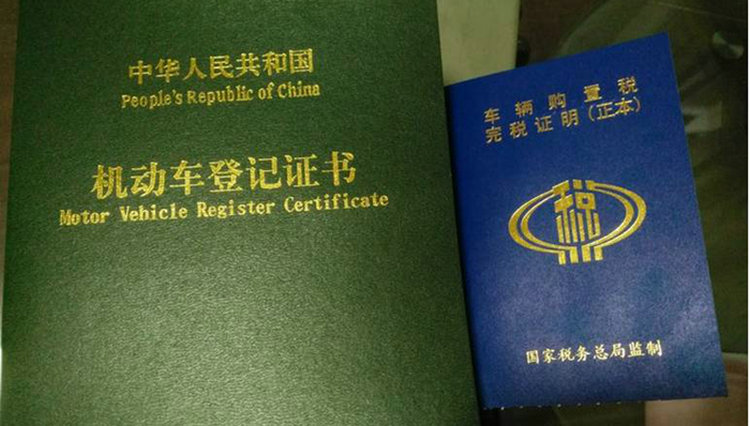 中华人民共和国
People's Republic of China
机动车登记证书
Motor Vehicle Register Certificate
车辆购置税
完税证明(正本)
税
国家税务总局监制